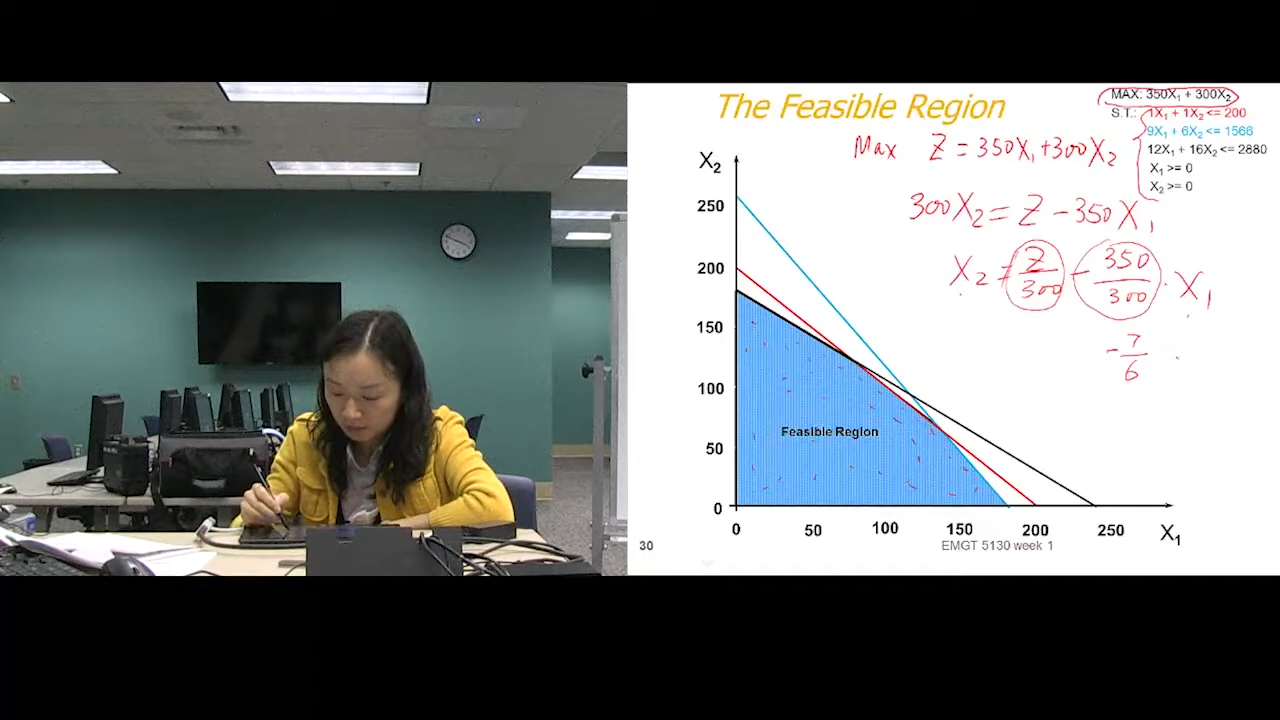 The Feasible Region
MAX: 350X₁ + 300X₂
S.T.: 1X₁ + 1X₂ <= 200
9X₁ + 6X₂ <= 1566
12X₁ + 16X₂ <= 2880
X₁ >= 0
X₂ >= 0
Max Z = 350X₁ + 300X₂
300X₂ = Z - 350X₁
X₂ = Z/300 - 350/300 · X₁
- 7/6
X₂
250
200
150
100
50
0
Feasible Region
0 50 100 150 200 250
X₁
30
EMGT 5130 week 1